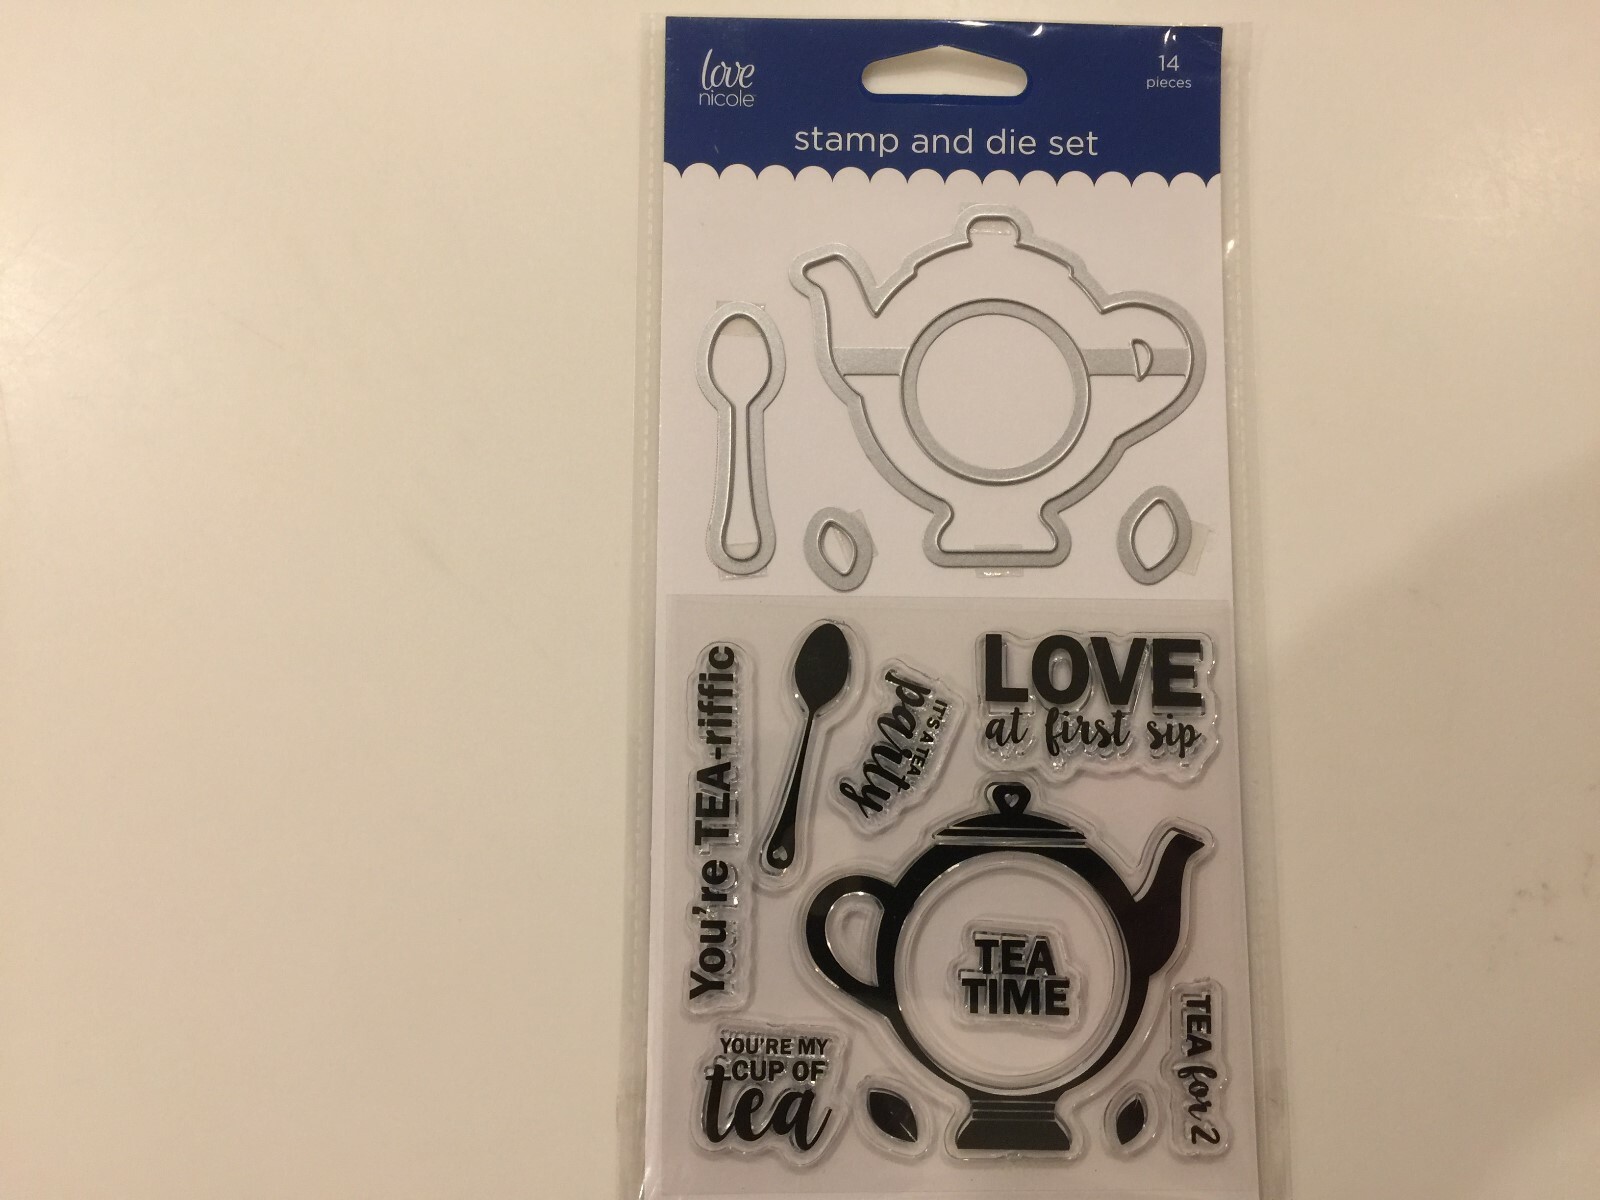 love
nicole
14
pieces
stamp and die set
You're TEA-riffic
IT'S A TEA
party
LOVE
at first sip
TEA
TIME
YOU'RE MY
CUP OF
tea
TEA for 2